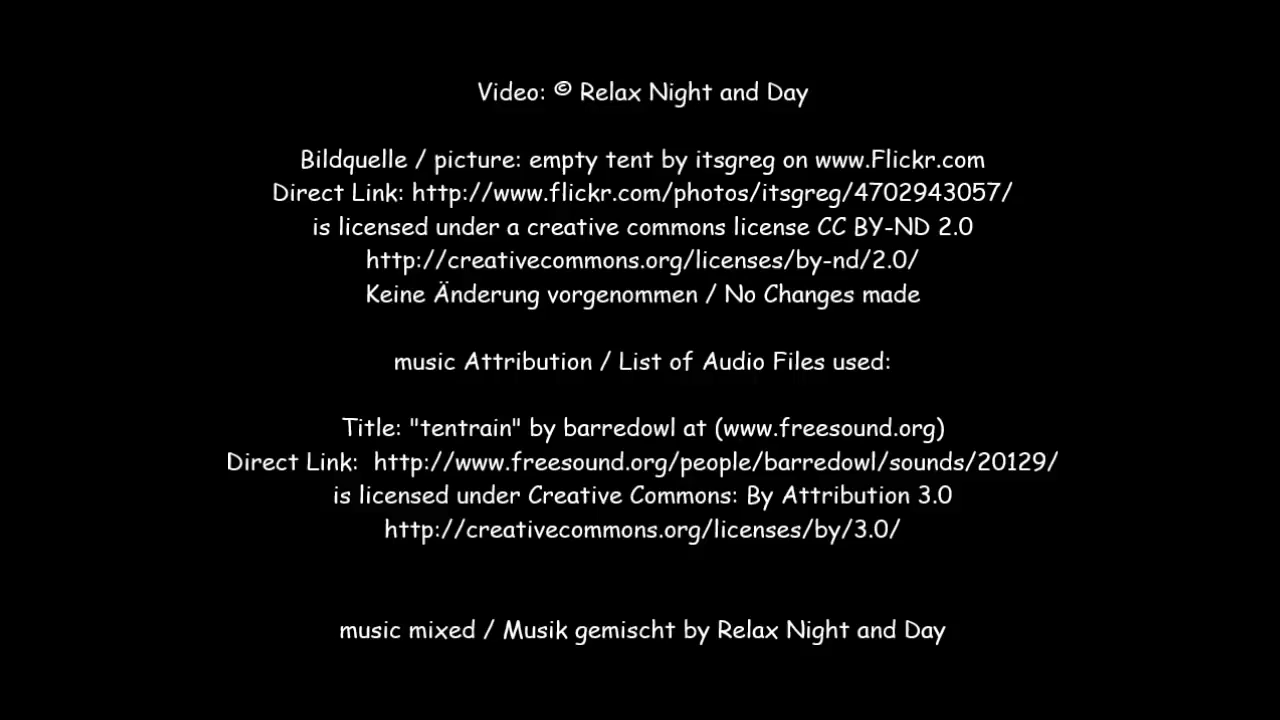 Video: © Relax Night and Day
Bildquelle / picture: empty tent by itsgreg on www.Flickr.com
Direct Link: http://www.flickr.com/photos/itsgreg/4702943057/
is licensed under a creative commons license CC BY-ND 2.0
http://creativecommons.org/licenses/by-nd/2.0/
Keine Änderung vorgenommen / No Changes made
music Attribution / List of Audio Files used:
Title: "tentrain" by barredowl at (www.freesound.org)
Direct Link:  http://www.freesound.org/people/barredowl/sounds/20129/
is licensed under Creative Commons: By Attribution 3.0
http://creativecommons.org/licenses/by/3.0/
music mixed / Musik gemischt by Relax Night and Day